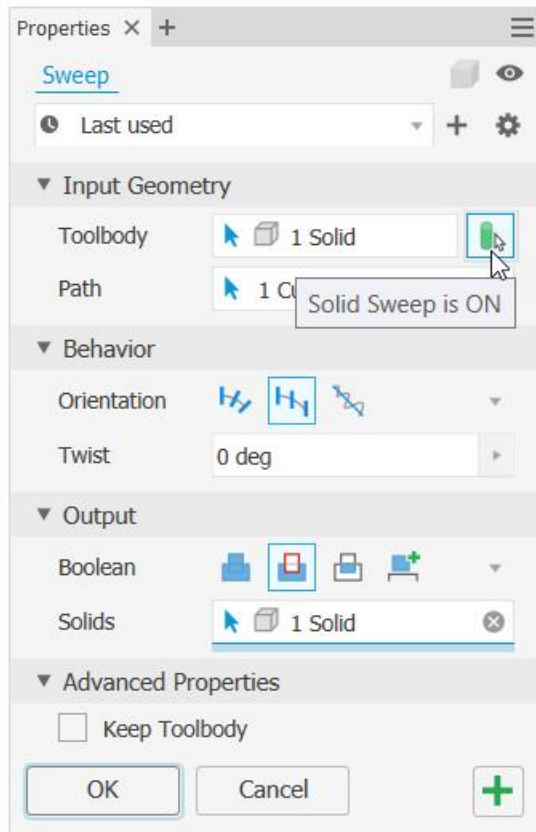 Properties
Sweep
Last used
Input Geometry
Toolbody 1 Solid
Path 1 Cu
Solid Sweep is ON
Behavior
Orientation
Twist 0 deg
Output
Boolean
Solids 1 Solid
Advanced Properties
Keep Toolbody
OK Cancel